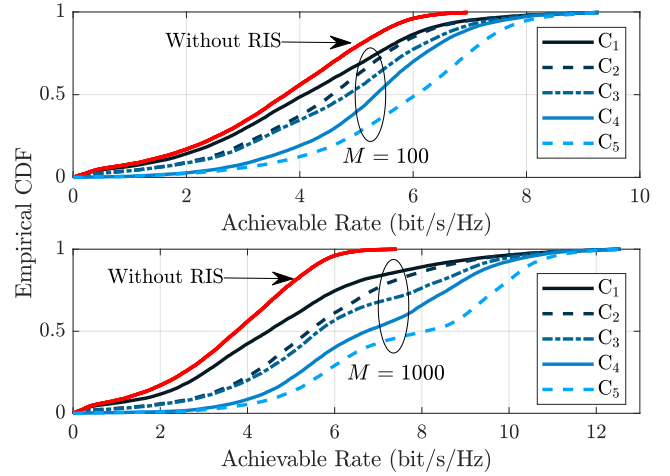 1
0.5
0
Without RIS
M = 100
C1
C2
C3
C4
C5
0 2 4 6 8 10
Achievable Rate (bit/s/Hz)
Empirical CDF
1
0.5
0
Without RIS
M = 1000
C1
C2
C3
C4
C5
0 2 4 6 8 10 12
Achievable Rate (bit/s/Hz)